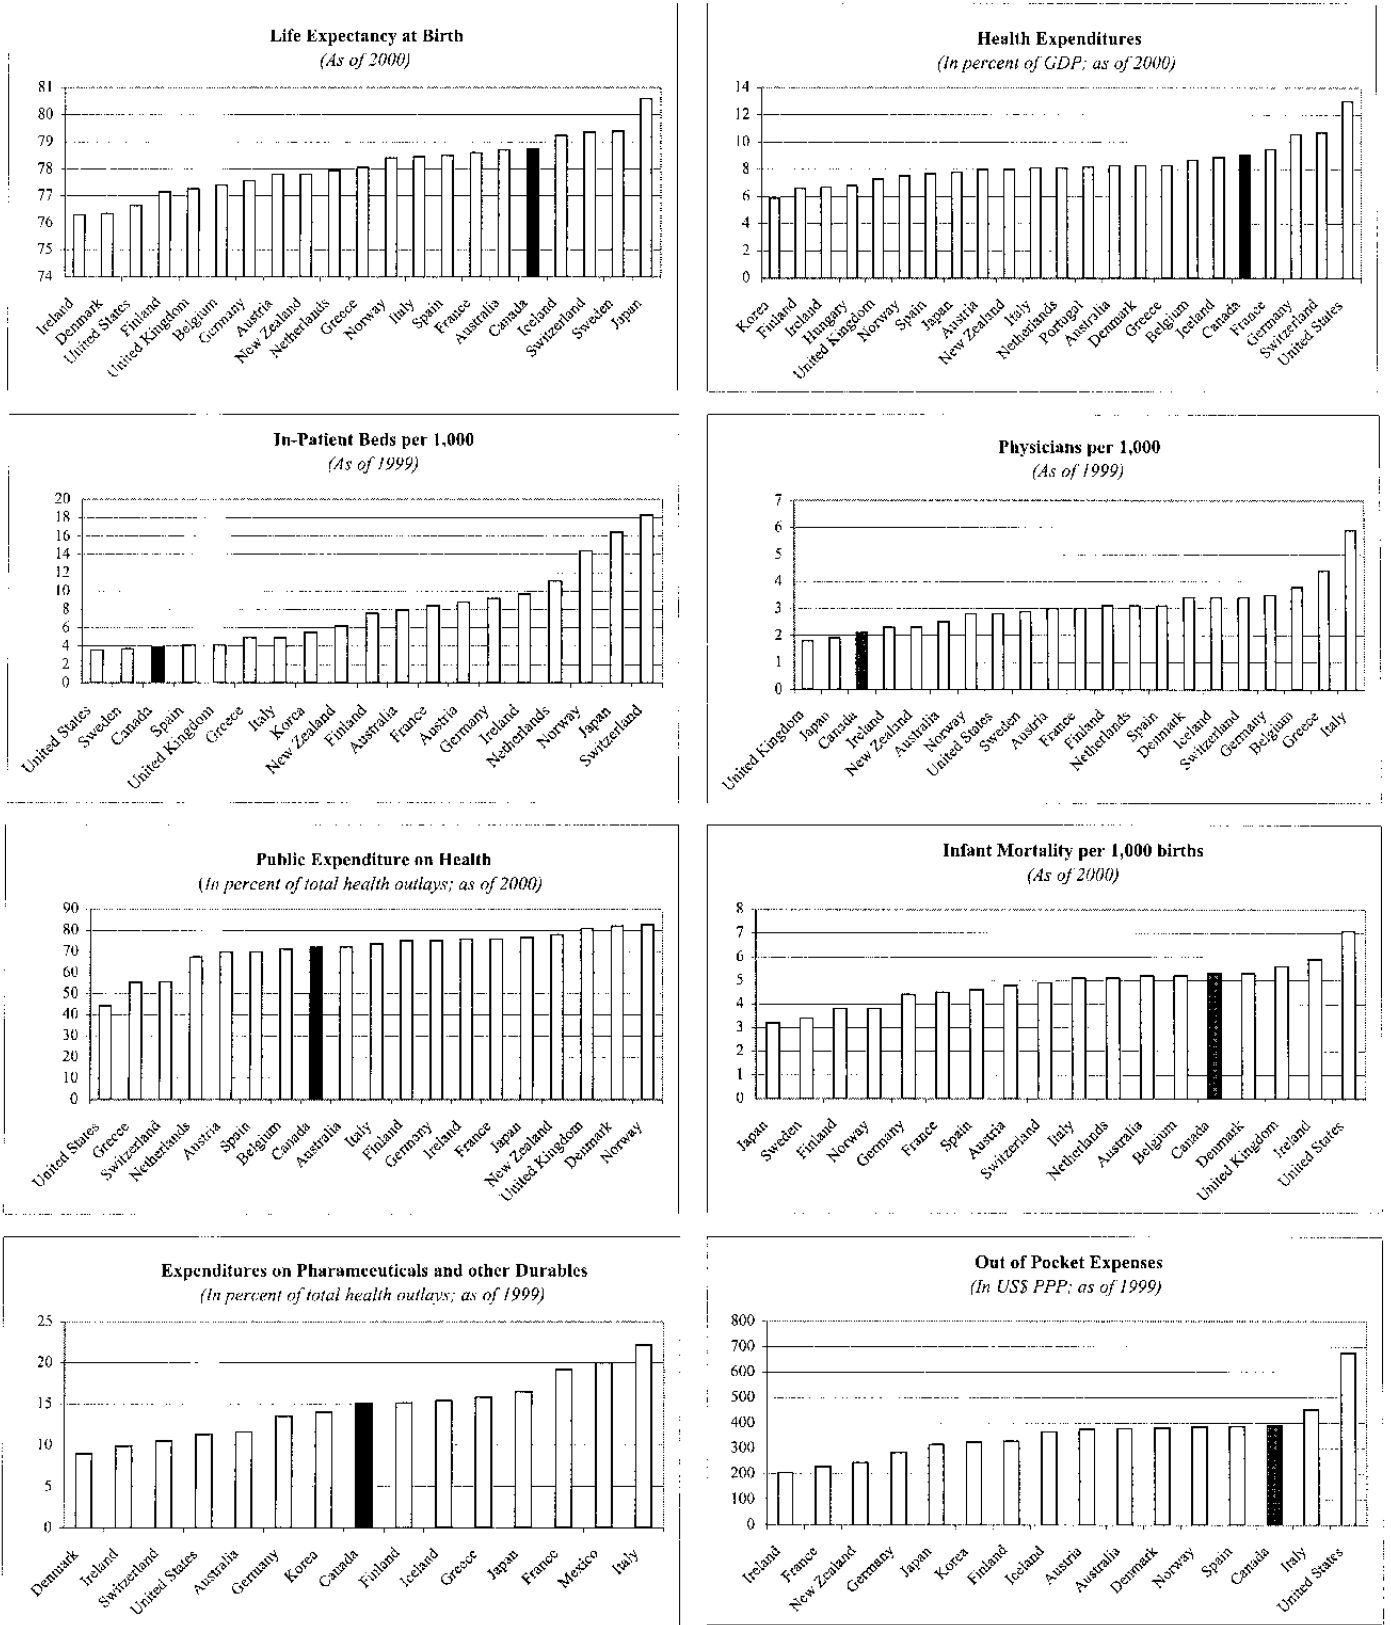 Life Expectancy at Birth
(As of 2000)
81
80
79
78
77
76
75
74
Ireland
Denmark
United States
Finland
United Kingdom
Belgium
Germany
Austria
New Zealand
Netherlands
Greece
Norway
Italy
Spain
France
Australia
Canada
Iceland
Switzerland
Sweden
Japan
Health Expenditures
(In percent of GDP; as of 2000)
14
12
10
8
6
4
2
0
Korea
Finland
Ireland
Hungary
United Kingdom
Norway
Spain
Japan
Austria
New Zealand
Italy
Netherlands
Portugal
Australia
Denmark
Greece
Belgium
Iceland
Canada
France
Germany
Switzerland
United States
In-Patient Beds per 1,000
(As of 1999)
20
18
16
14
12
10
8
6
4
2
0
United States
Sweden
Canada
Spain
United Kingdom
Greece
Italy
Korea
New Zealand
Finland
Australia
France
Austria
Germany
Ireland
Netherlands
Norway
Japan
Switzerland
Physicians per 1,000
(As of 1999)
7
6
5
4
3
2
1
0
United Kingdom
Japan
Canada
Ireland
New Zealand
Australia
Norway
United States
Sweden
Austria
France
Finland
Netherlands
Spain
Denmark
Iceland
Switzerland
Germany
Belgium
Greece
Italy
Public Expenditure on Health
(In percent of total health outlays; as of 2000)
90
80
70
60
50
40
30
20
10
0
United States
Greece
Switzerland
Netherlands
Austria
Spain
Belgium
Canada
Australia
Italy
Finland
Germony
Ireland
France
Japan
New Zealand
United Kingdom
Denmark
Norway
Infant Mortality per 1,000 births
(As of 2000)
8
7
6
5
4
3
2
1
0
Japan
Sweden
Finland
Norway
Germany
France
Spain
Austria
Switzerland
Italy
Netherlands
Australia
Belgium
Canada
Denmark
United Kingdom
Ireland
United States
Expenditures on Pharameeuticals and other Durables
(In percent of total health outlays; as of 1999)
25
20
15
10
5
0
Denmark
Ireland
Switzerland
United States
Australia
Germany
Korea
Canada
Finland
Iceland
Greece
Japan
France
Mexico
Italy
Out of Pocket Expenses
(In US$ PPP; as of 1999)
800
700
600
500
400
300
200
100
0
Ireland
France
New Zealand
Germany
Japan
Korea
Finland
Iceland
Austria
Australia
Denmark
Norway
Spain
Canada
Italy
United States